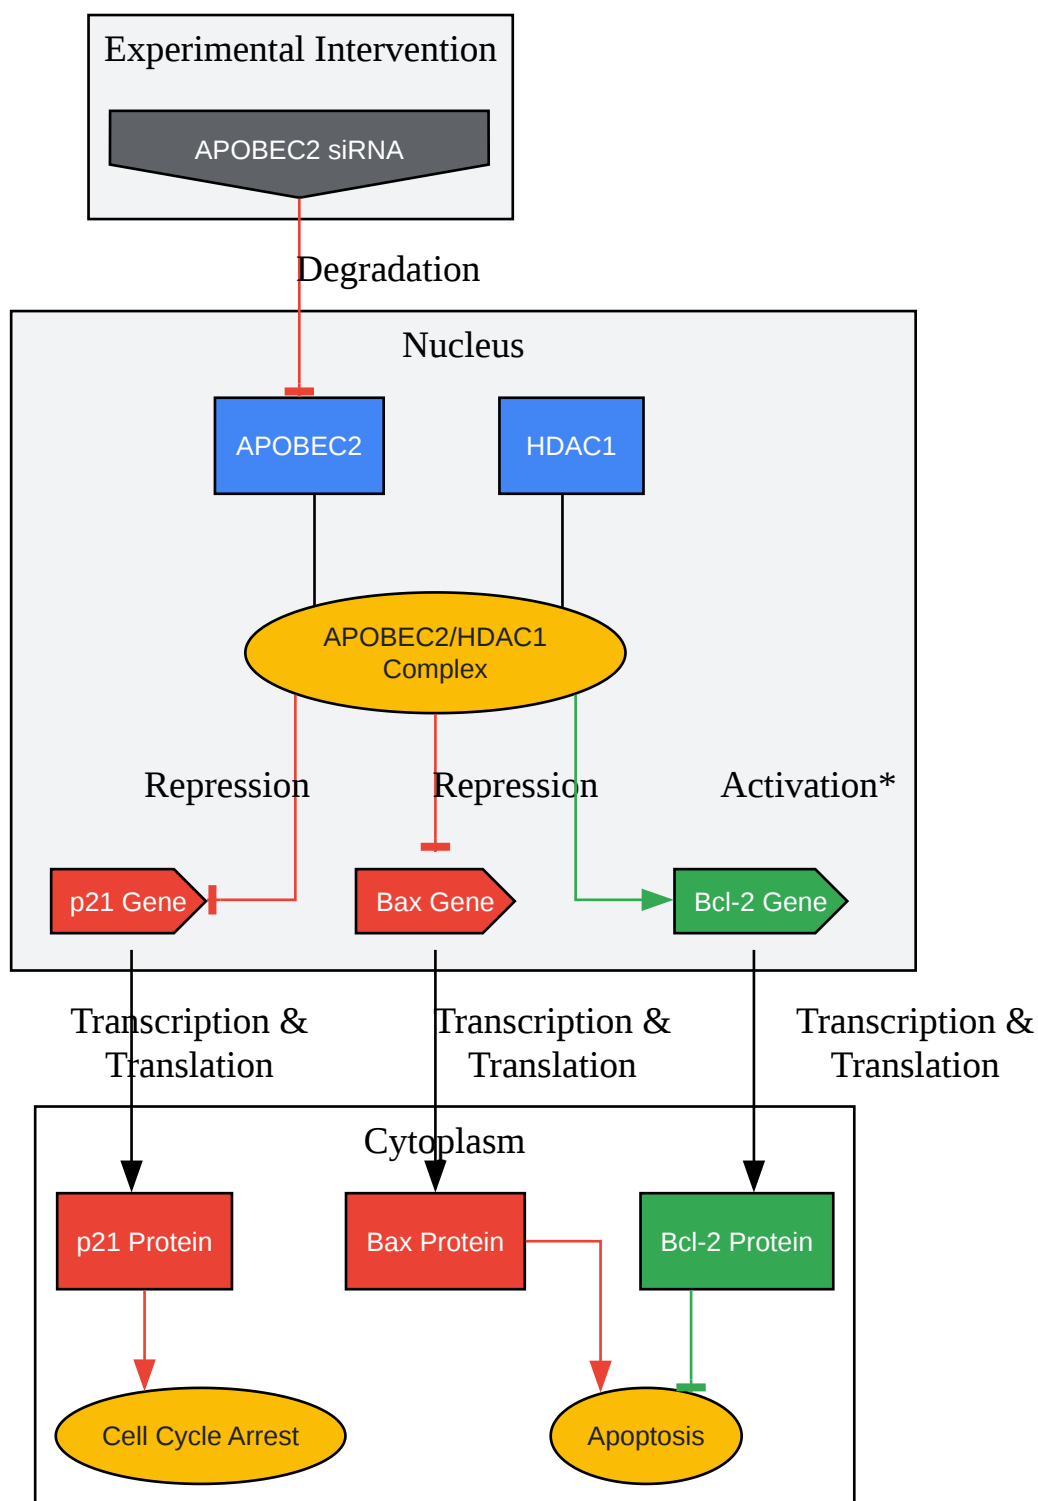 Experimental Intervention
APOBEC2 siRNA
Degradation
Nucleus
APOBEC2
HDAC1
APOBEC2/HDAC1
Complex
Repression
Repression
Activation*
p21 Gene
Bax Gene
Bcl-2 Gene
Transcription &
Translation
Transcription &
Translation
Transcription &
Translation
Cytoplasm
p21 Protein
Bax Protein
Bcl-2 Protein
Cell Cycle Arrest
Apoptosis